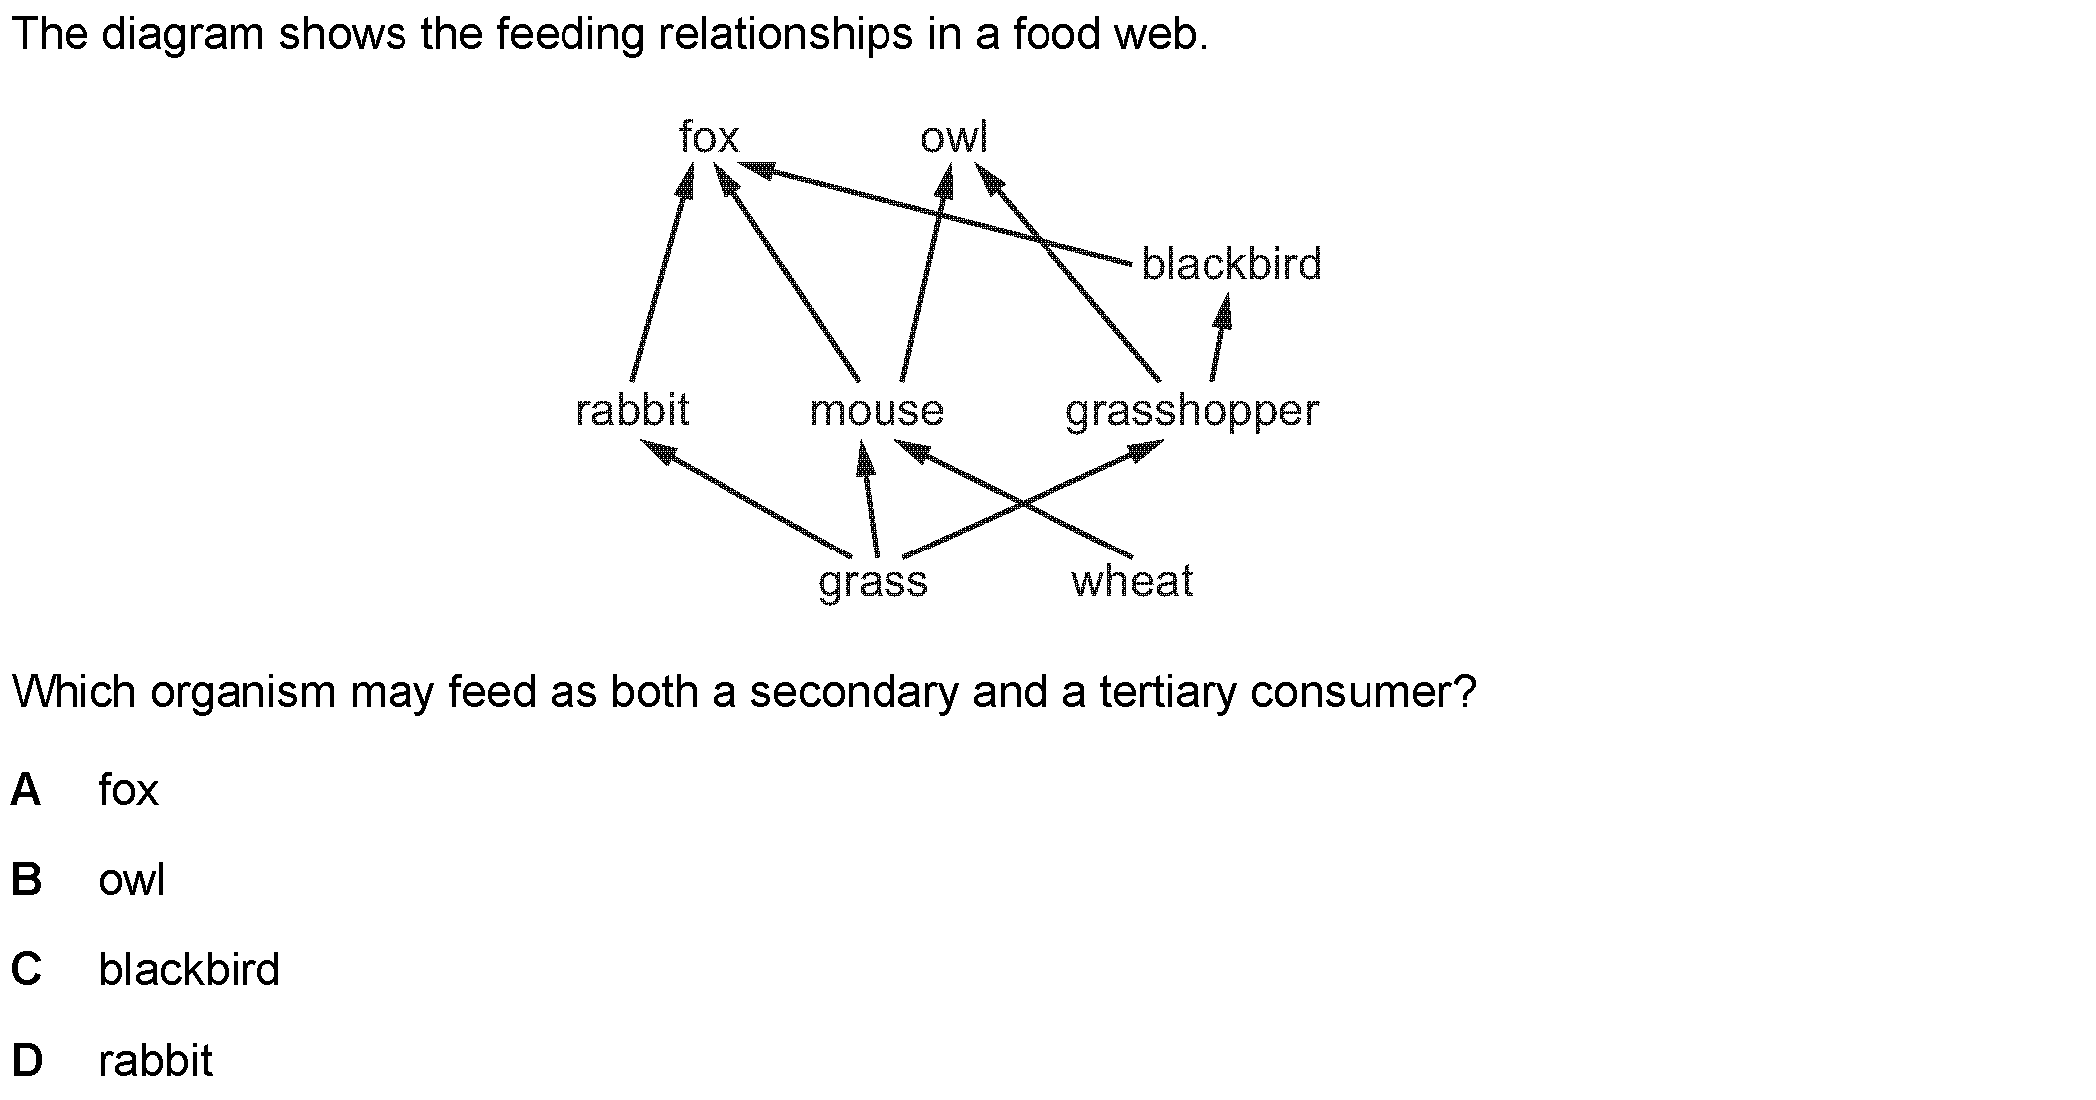 The diagram shows the feeding relationships in a food web.
fox owl
blackbird
rabbit mouse grasshopper
grass wheat
Which organism may feed as both a secondary and a tertiary consumer?
A fox
B owl
C blackbird
D rabbit